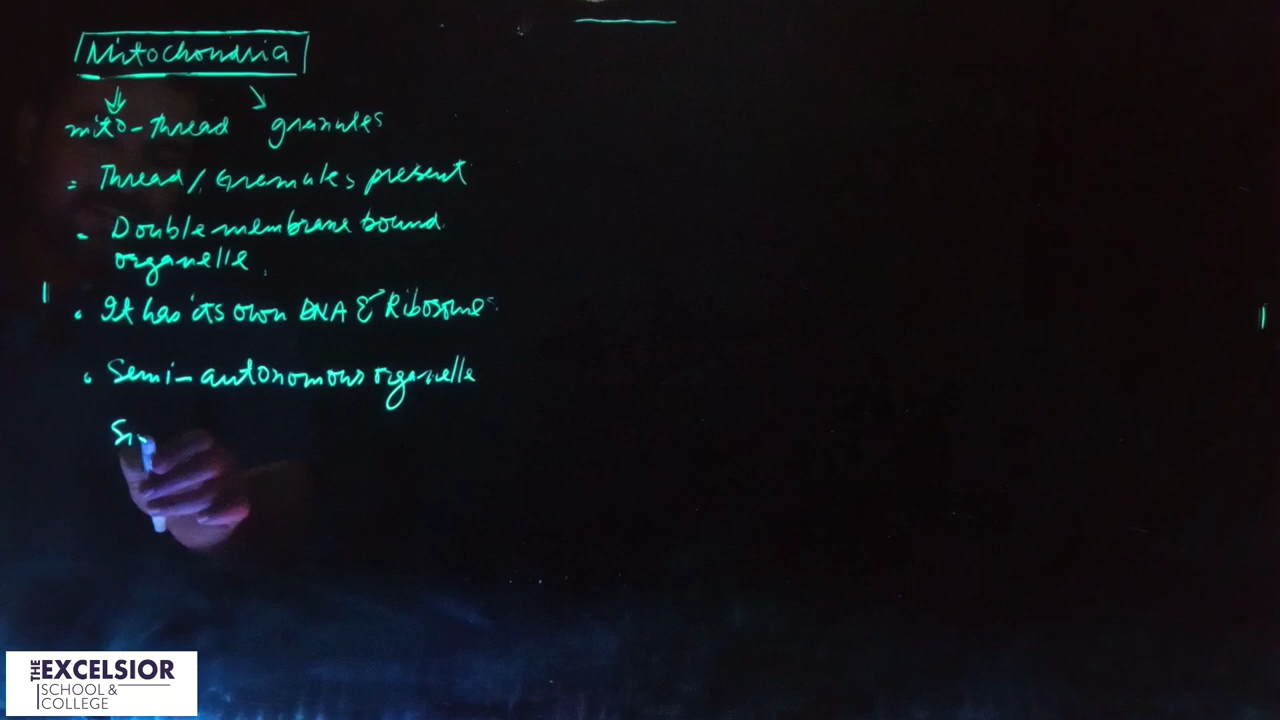 Mitochondria
mito-Thread granules
Thread/Granules present
Double membrane bound
organelle
It has its own DNA & Ribosomes
Semi-autonomous organelle
THE EXCELSIOR
SCHOOL &
COLLEGE